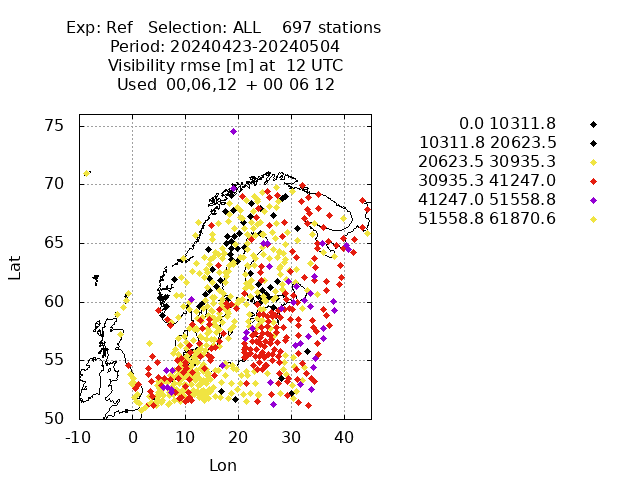 Exp: Ref   Selection: ALL    697 stations
Period: 20240423-20240504
Visibility rmse [m] at  12 UTC
Used  00,06,12  + 00 06 12
0.0 10311.8
10311.8 20623.5
20623.5 30935.3
30935.3 41247.0
41247.0 51558.8
51558.8 61870.6
75
70
65
60
55
50
Lat
-10 0 10 20 30 40
Lon